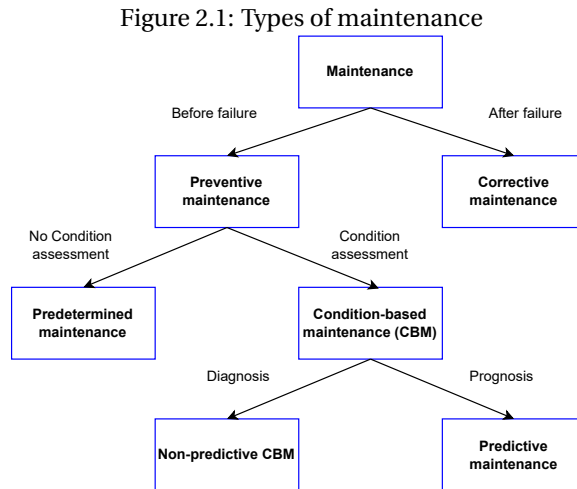 Figure 2.1: Types of maintenance
Maintenance
Before failure
After failure
Preventive
maintenance
Corrective
maintenance
No Condition
assessment
Condition
assessment
Predetermined
maintenance
Condition-based
maintenance (CBM)
Diagnosis
Prognosis
Non-predictive CBM
Predictive
maintenance